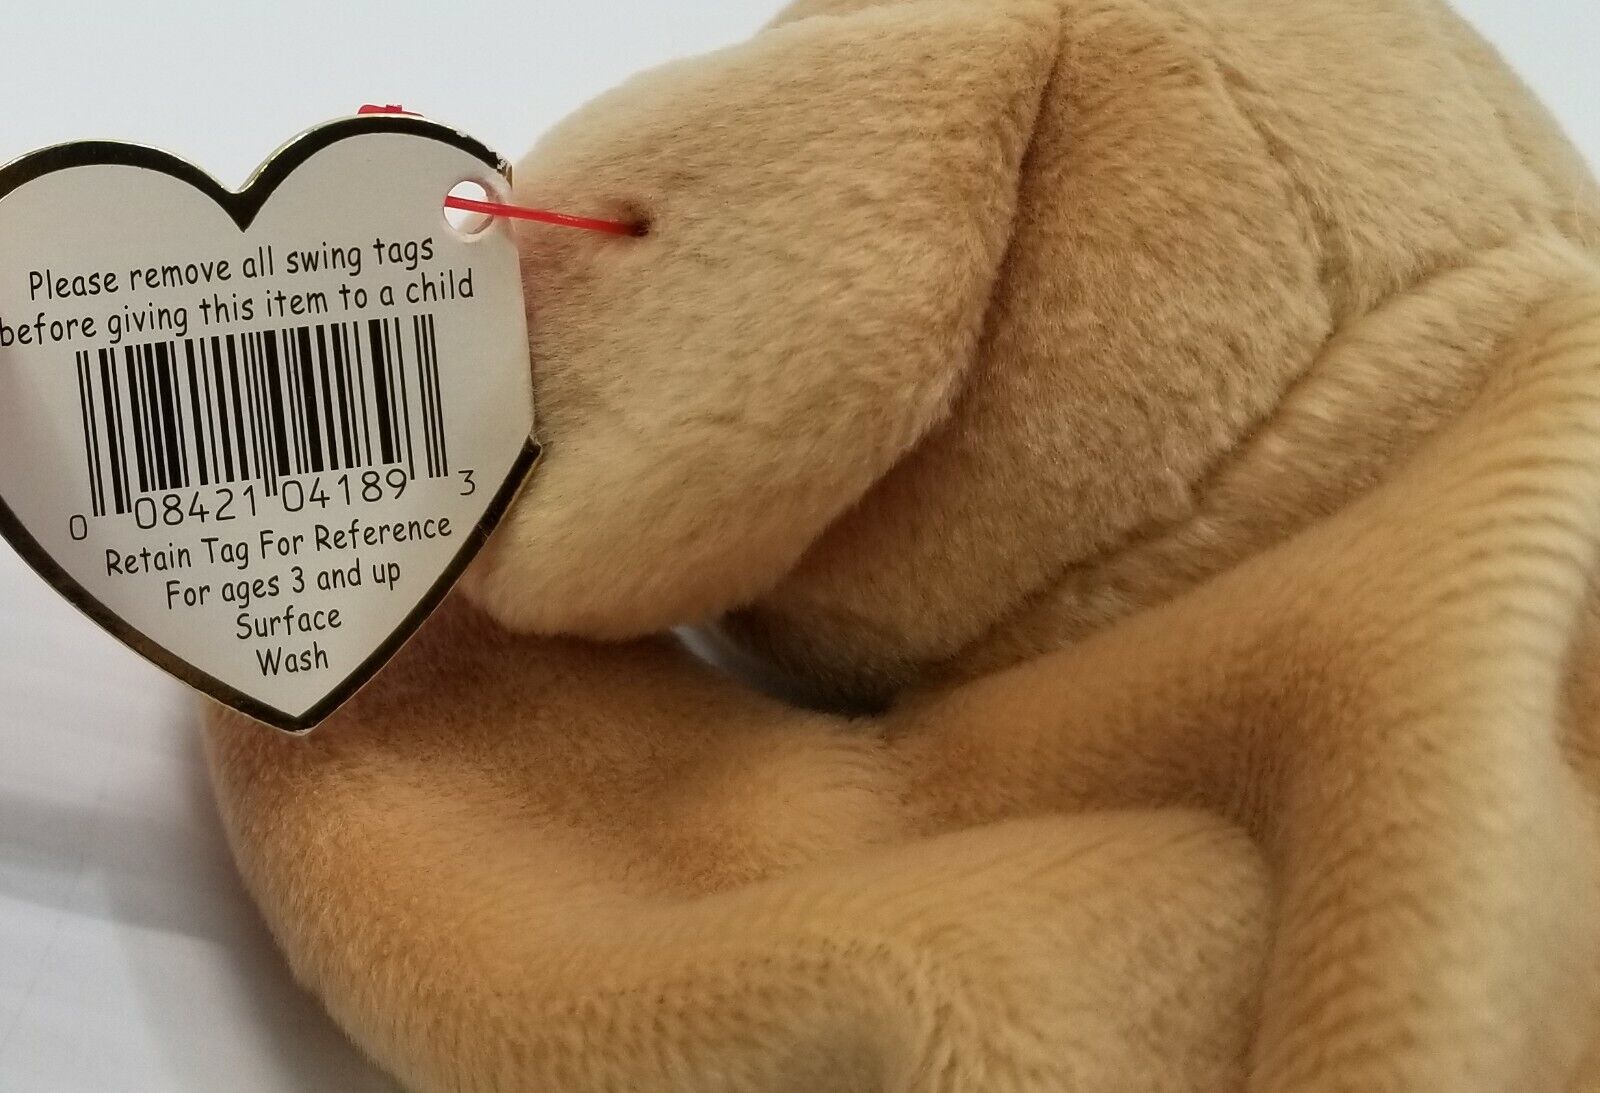 Please remove all swing tags
before giving this item to a child
0 08421 04189 3
Retain Tag For Reference
For ages 3 and up
Surface
Wash